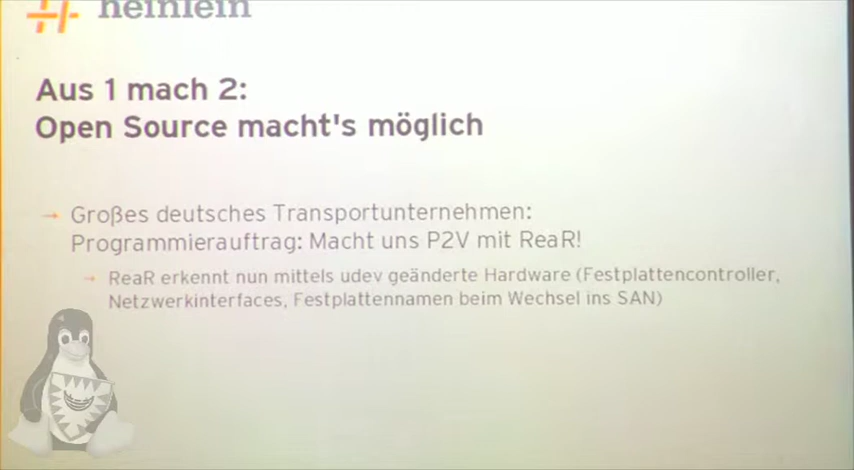 heinlein
Aus 1 mach 2:
Open Source macht's möglich
→ Großes deutsches Transportunternehmen:
Programmierauftrag: Macht uns P2V mit ReaR!
→ ReaR erkennt nun mittels udev geänderte Hardware (Festplattencontroller,
Netzwerkinterfaces, Festplattennamen beim Wechsel ins SAN)